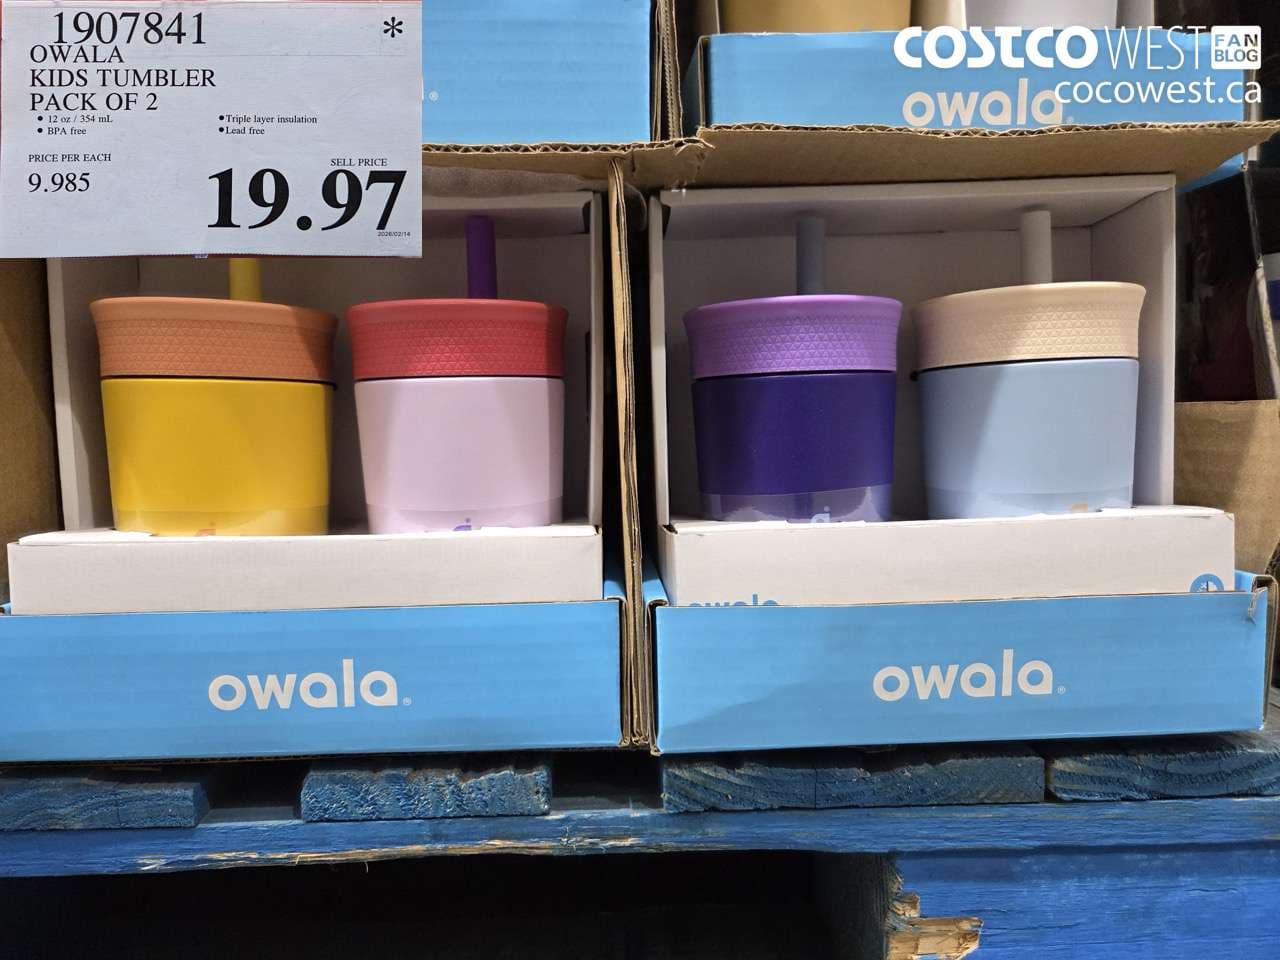 1907841 *
OWALA
KIDS TUMBLER
PACK OF 2
• 12 oz / 354 mL
• BPA free
• Triple layer insulation
• Lead free
PRICE PER EACH
9.985
SELL PRICE
19.97
2026/02/14
COSTCO WEST FAN BLOG
cocowest.ca
owala
owala®
owala®
owala